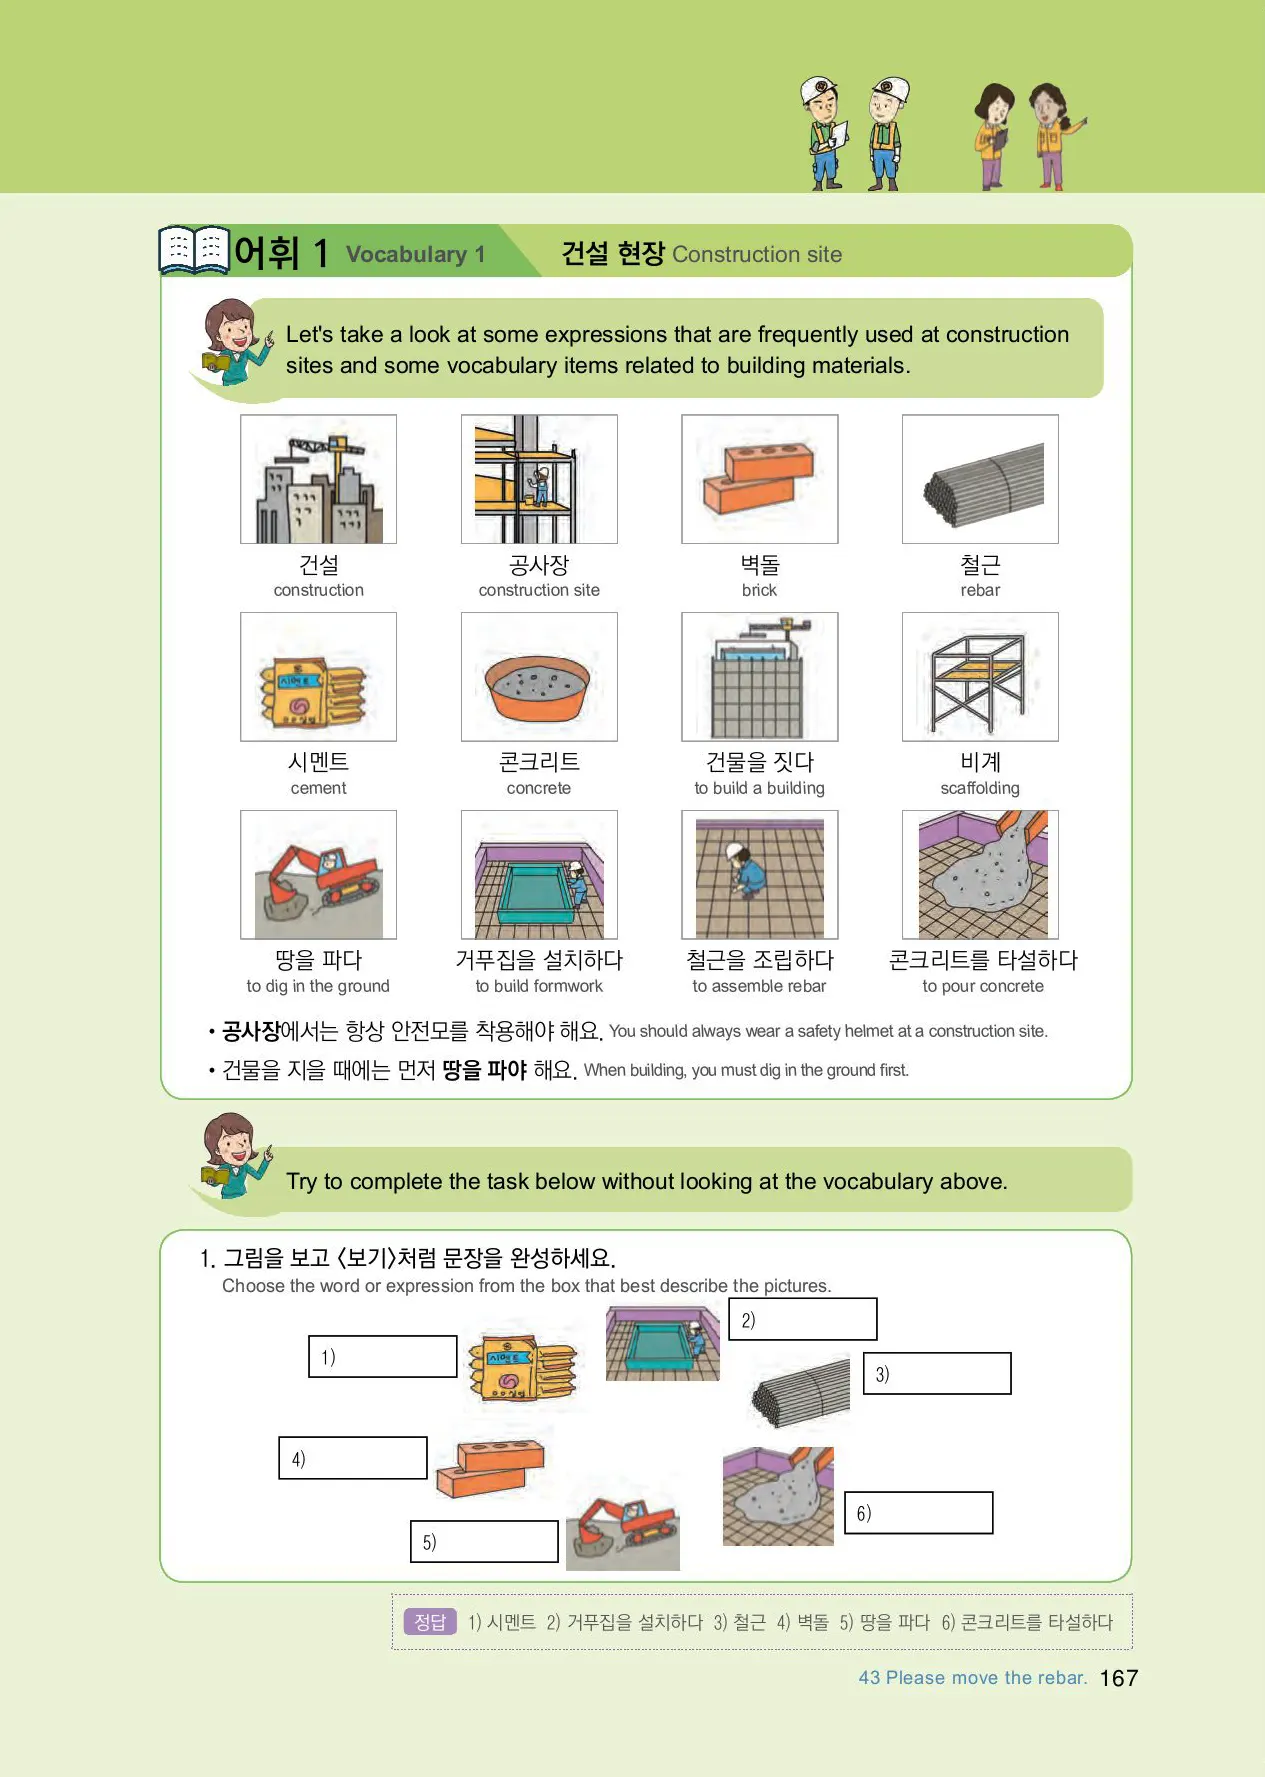 어휘 1 Vocabulary 1 건설 현장 Construction site
Let's take a look at some expressions that are frequently used at construction
sites and some vocabulary items related to building materials.
건설 공사장 벽돌 철근
construction construction site brick rebar
시멘트
시멘트 콘크리트 건물을 짓다 비계
cement concrete to build a building scaffolding
땅을 파다 거푸집을 설치하다 철근을 조립하다 콘크리트를 타설하다
to dig in the ground to build formwork to assemble rebar to pour concrete
• 공사장에서는 항상 안전모를 착용해야 해요. You should always wear a safety helmet at a construction site.
• 건물을 지을 때에는 먼저 땅을 파야 해요. When building, you must dig in the ground first.
Try to complete the task below without looking at the vocabulary above.
1. 그림을 보고 〈보기〉처럼 문장을 완성하세요.
Choose the word or expression from the box that best describe the pictures.
2)
1)
시멘트
3)
4)
6)
5)
정답 1) 시멘트 2) 거푸집을 설치하다 3) 철근 4) 벽돌 5) 땅을 파다 6) 콘크리트를 타설하다
43 Please move the rebar. 167